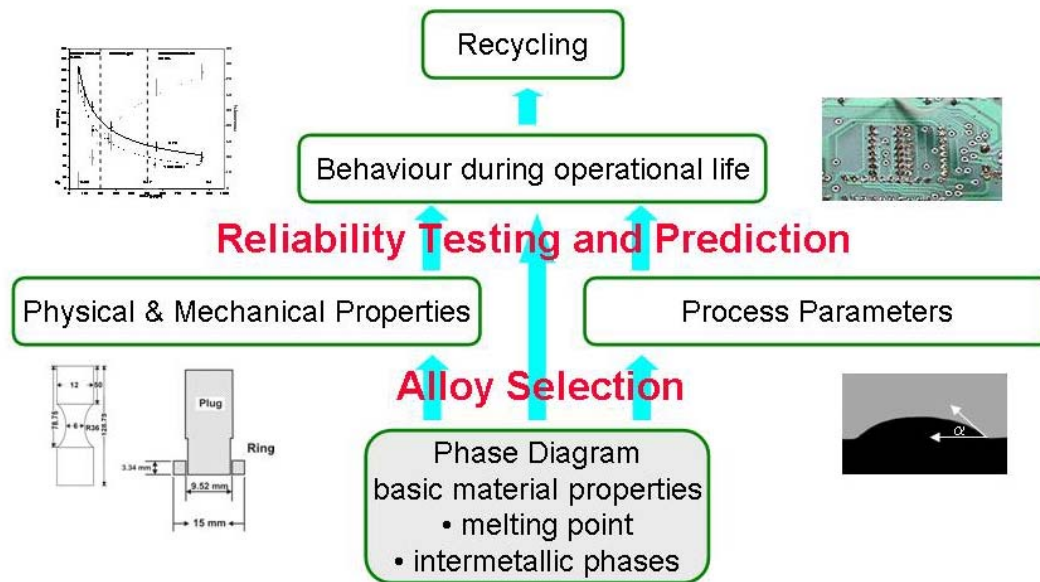 Recycling
Behaviour during operational life
Reliability Testing and Prediction
Physical & Mechanical Properties
Process Parameters
Alloy Selection
12
50
78.75
6
R36
128.75
Plug
Ring
3.34 mm
9.52 mm
15 mm
α
Phase Diagram
basic material properties
• melting point
• intermetallic phases